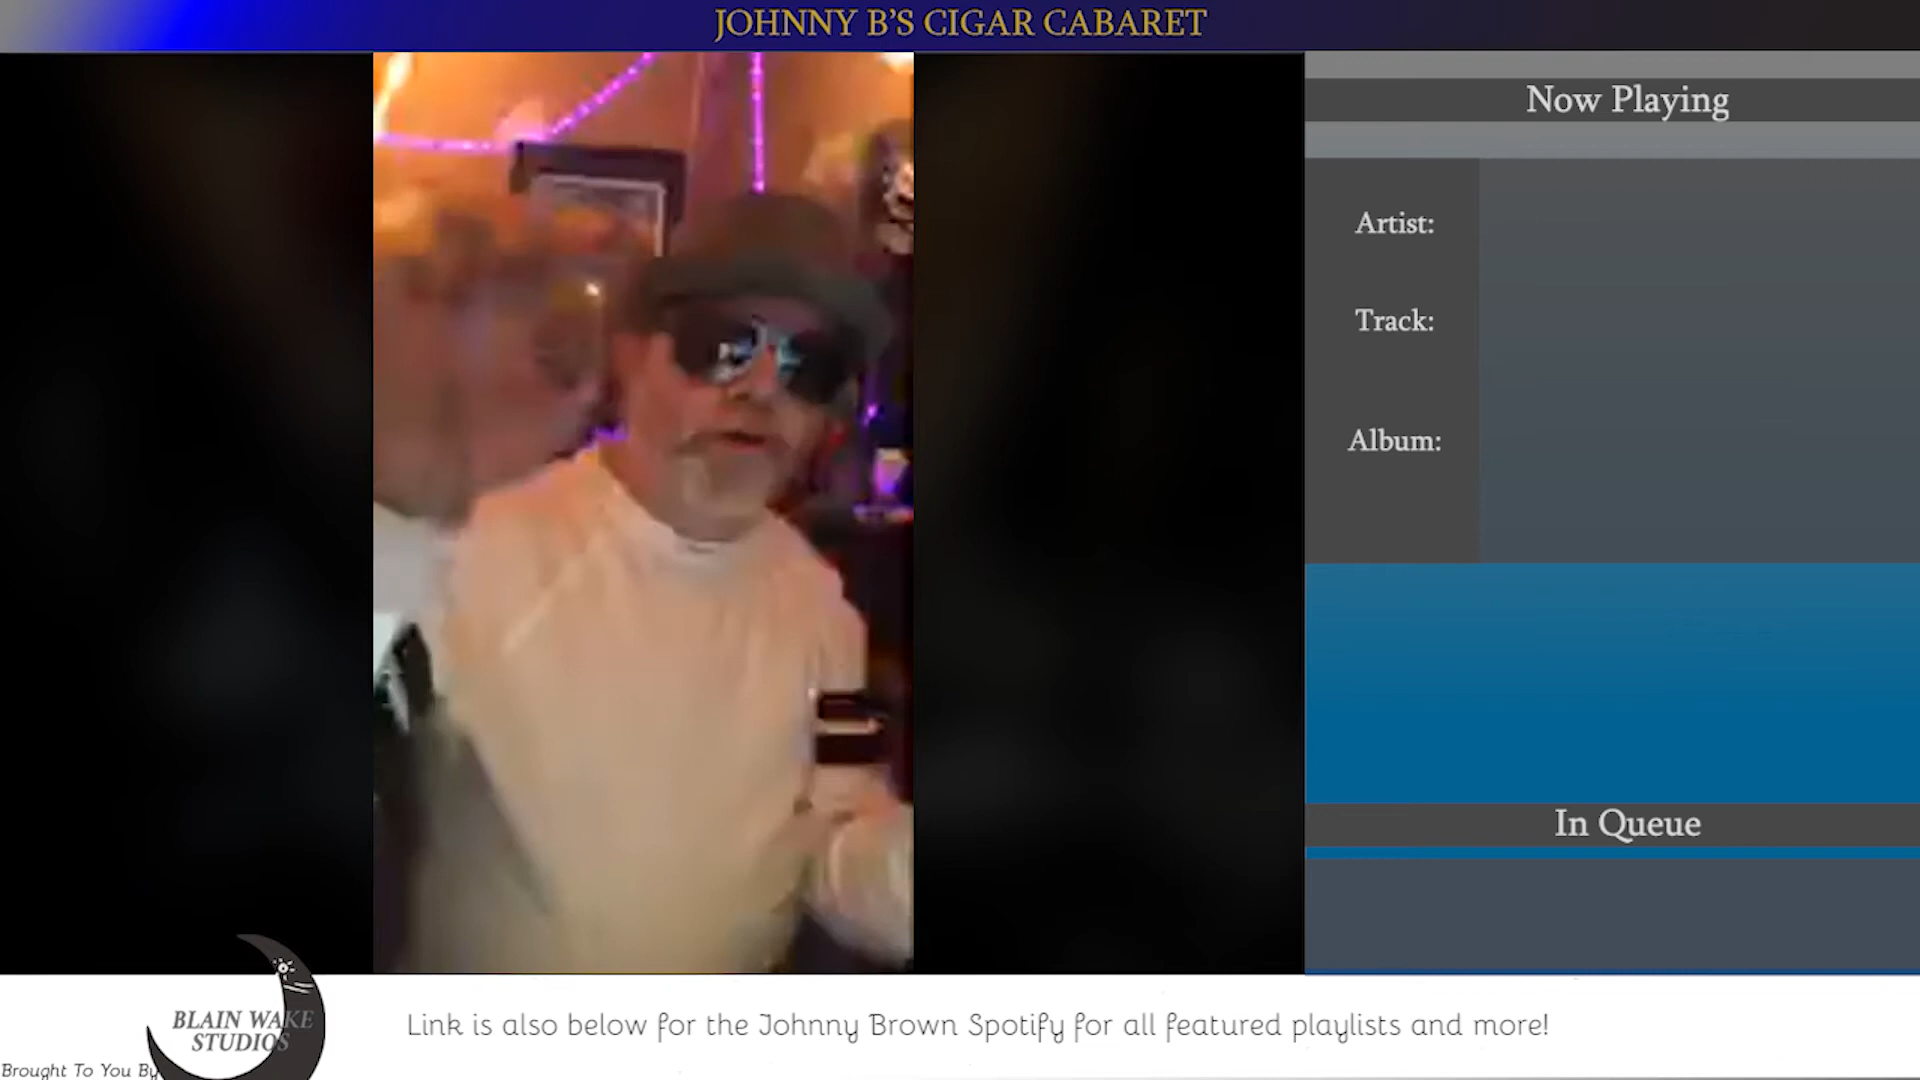 JOHNNY B'S CIGAR CABARET
Now Playing
Artist:
Track:
Album:
In Queue
BLAIN WAKE
STUDIOS
Link is also below for the Johnny Brown Spotify for all featured playlists and more!
Brought To You By